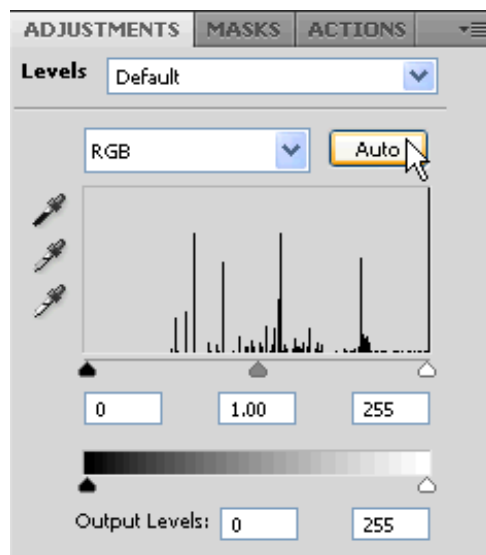 ADJUSTMENTS MASKS ACTIONS
Levels Default
RGB Auto
0 1.00 255
Output Levels: 0 255